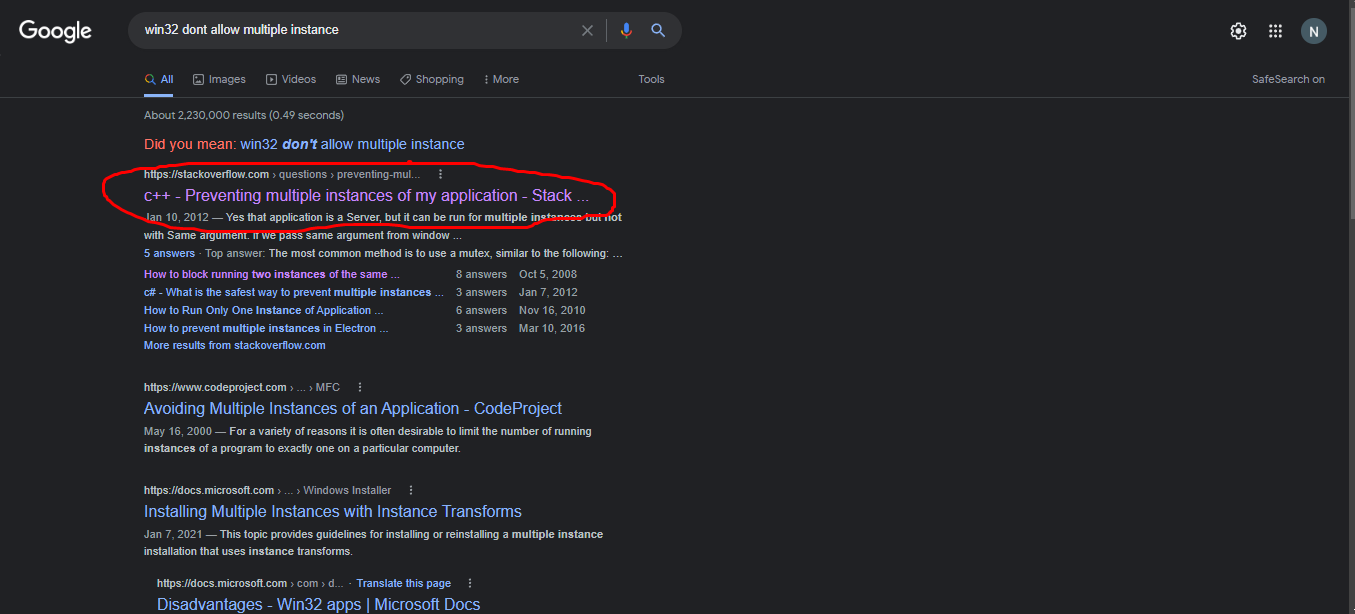 Google
win32 dont allow multiple instance
N
All Images Videos News Shopping More Tools SafeSearch on
About 2,230,000 results (0.49 seconds)
Did you mean: win32 don't allow multiple instance
https://stackoverflow.com › questions › preventing-mul...
c++ - Preventing multiple instances of my application - Stack ...
Jan 10, 2012 — Yes that application is a Server, but it can be run for multiple instances but not
with Same argument. If we pass same argument from window ...
5 answers · Top answer: The most common method is to use a mutex, similar to the following: ...
How to block running two instances of the same ... 8 answers Oct 5, 2008
c# - What is the safest way to prevent multiple instances ... 3 answers Jan 7, 2012
How to Run Only One Instance of Application ... 6 answers Nov 16, 2010
How to prevent multiple instances in Electron ... 3 answers Mar 10, 2016
More results from stackoverflow.com
https://www.codeproject.com › ... › MFC
Avoiding Multiple Instances of an Application - CodeProject
May 16, 2000 — For a variety of reasons it is often desirable to limit the number of running
instances of a program to exactly one on a particular computer.
https://docs.microsoft.com › ... › Windows Installer
Installing Multiple Instances with Instance Transforms
Jan 7, 2021 — This topic provides guidelines for installing or reinstalling a multiple instance
installation that uses instance transforms.
https://docs.microsoft.com › com › d... · Translate this page
Disadvantages - Win32 apps | Microsoft Docs